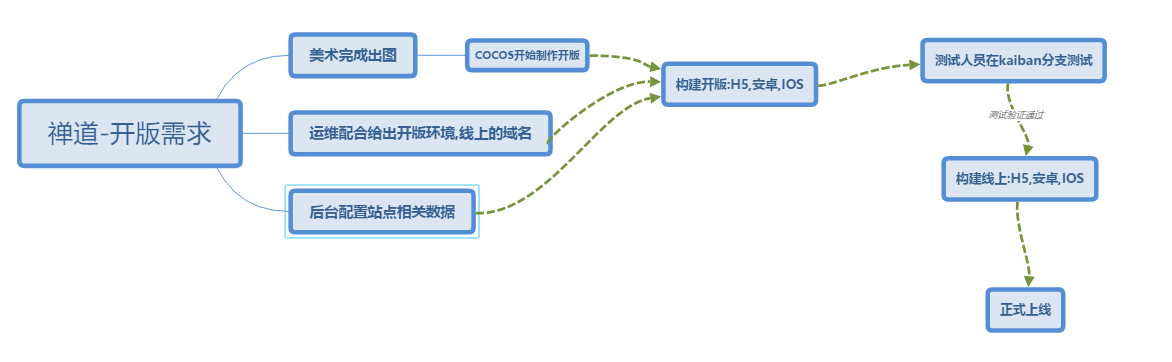 禅道-开版需求
美术完成出图
COCOS开始制作开版
运维配合给出开版环境,线上的域名
后台配置站点相关数据
构建开版:H5,安卓,IOS
测试人员在kaiban分支测试
测试验证通过
构建线上:H5,安卓,IOS
正式上线